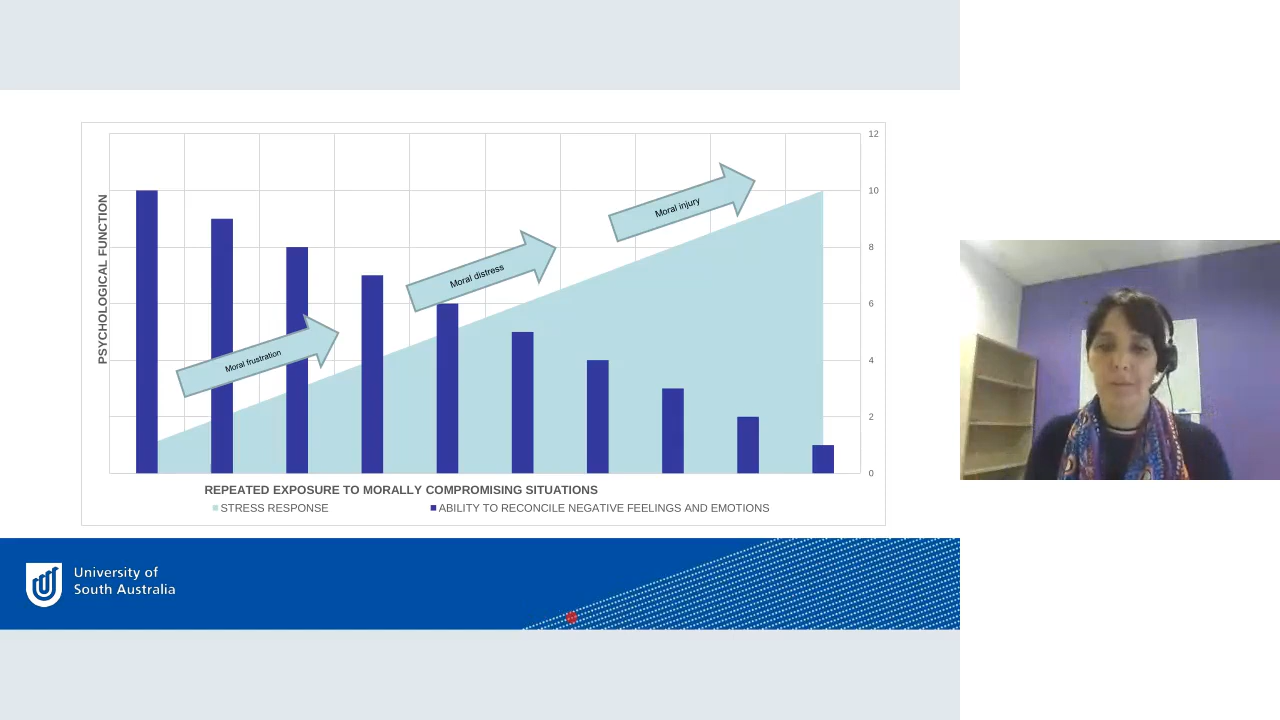 12
10
8
6
4
2
0
PSYCHOLOGICAL FUNCTION
Moral injury
Moral distress
Moral frustration
REPEATED EXPOSURE TO MORALLY COMPROMISING SITUATIONS
STRESS RESPONSE
ABILITY TO RECONCILE NEGATIVE FEELINGS AND EMOTIONS
University of
South Australia